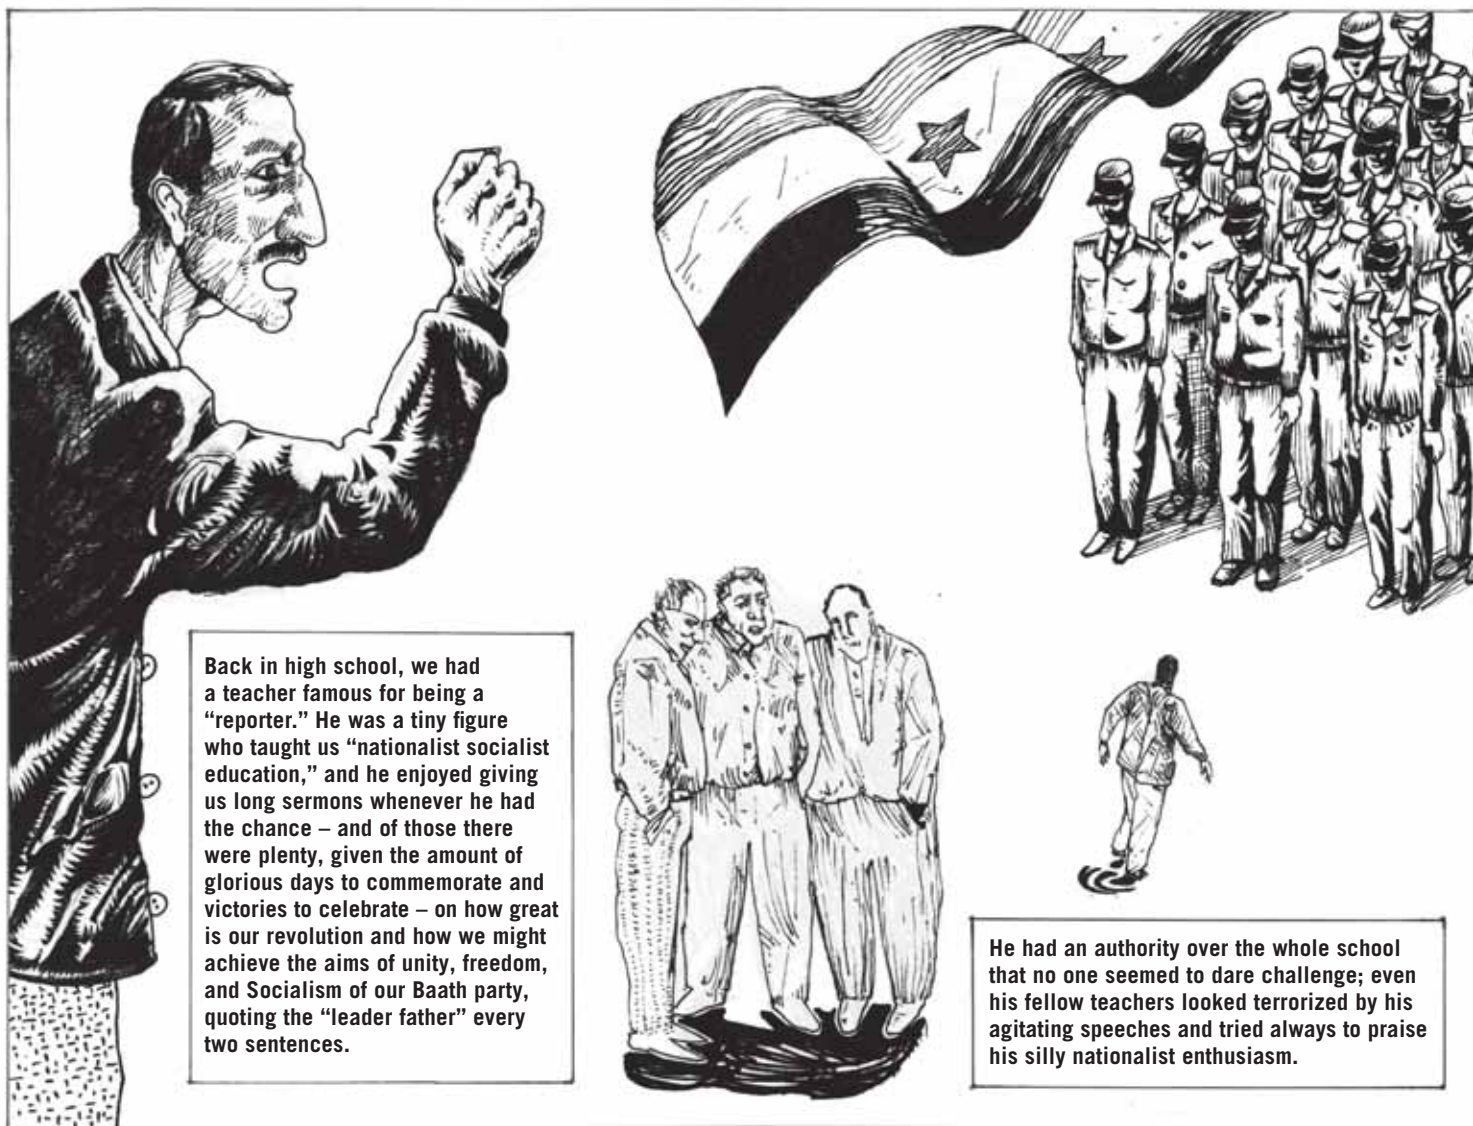 Back in high school, we had
a teacher famous for being a
“reporter.” He was a tiny figure
who taught us “nationalist socialist
education,” and he enjoyed giving
us long sermons whenever he had
the chance – and of those there
were plenty, given the amount of
glorious days to commemorate and
victories to celebrate – on how great
is our revolution and how we might
achieve the aims of unity, freedom,
and Socialism of our Baath party,
quoting the “leader father” every
two sentences.
He had an authority over the whole school
that no one seemed to dare challenge; even
his fellow teachers looked terrorized by his
agitating speeches and tried always to praise
his silly nationalist enthusiasm.